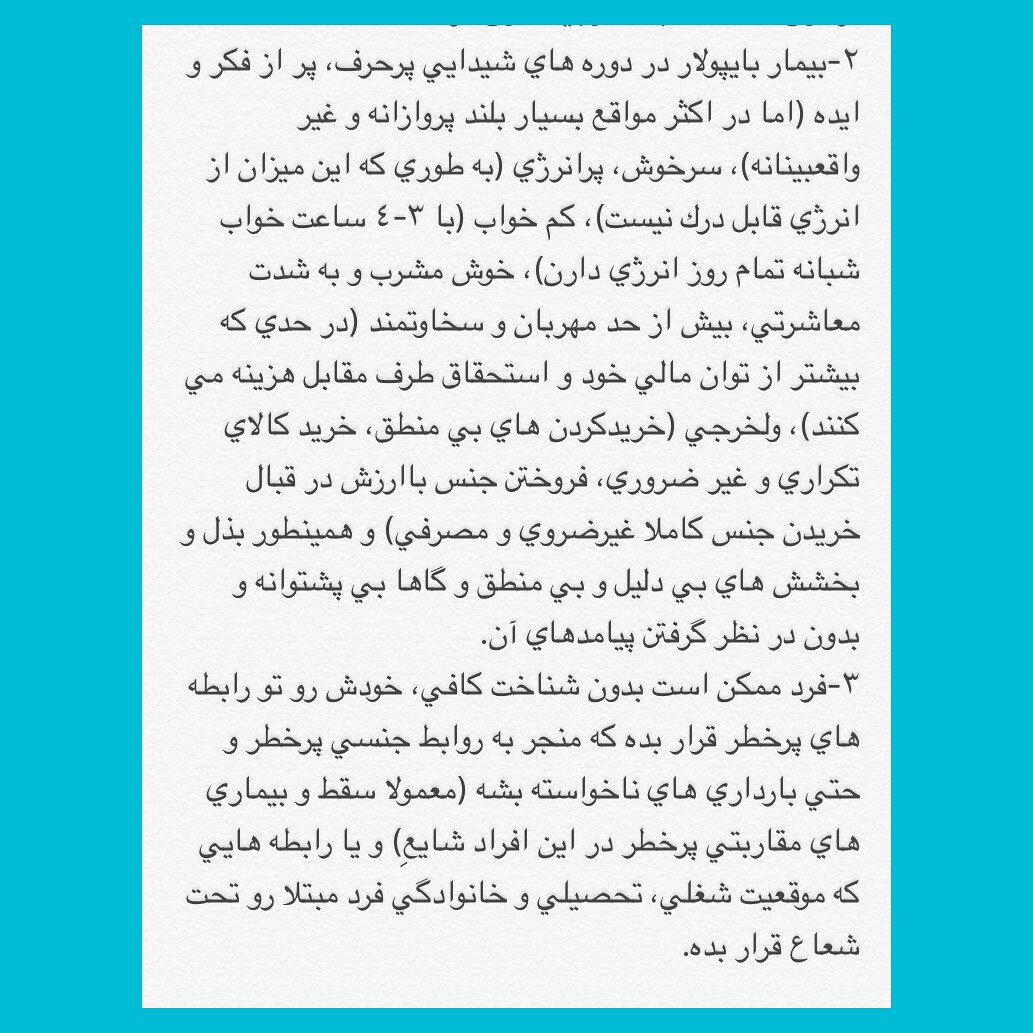 ۲-بيمار بايپولار در دوره هاي شيدايي پرحرف، پر از فكر و
ايده (اما در اكثر مواقع بسيار بلند پروازانه و غير
واقعبينانه)، سرخوش، پرانرژي (به طوري كه اين ميزان از
انرژي قابل درك نيست)، كم خواب (با ۳-٤ ساعت خواب
شبانه تمام روز انرژي دارن)، خوش مشرب و به شدت
معاشرتي، بيش از حد مهربان و سخاوتمند (در حدي كه
بيشتر از توان مالي خود و استحقاق طرف مقابل هزينه مي
كنند)، ولخرجي (خريدكردن هاي بي منطق، خريد كالاي
تكراري و غير ضروري، فروختن جنس باارزش در قبال
خريدن جنس كاملا غيرضروي و مصرفي) و همينطور بذل و
بخشش هاي بي دليل و بي منطق و گاها بي پشتوانه و
بدون در نظر گرفتن پيامدهاي آن.
۳-فرد ممكن است بدون شناخت كافي، خودش رو تو رابطه
هاي پرخطر قرار بده كه منجر به روابط جنسي پرخطر و
حتي بارداري هاي ناخواسته بشه (معمولا سقط و بيماري
هاي مقاربتي پرخطر در اين افراد شايعِ) و يا رابطه هايي
كه موقعيت شغلي، تحصيلي و خانوادگي فرد مبتلا رو تحت
شعاع قرار بده.